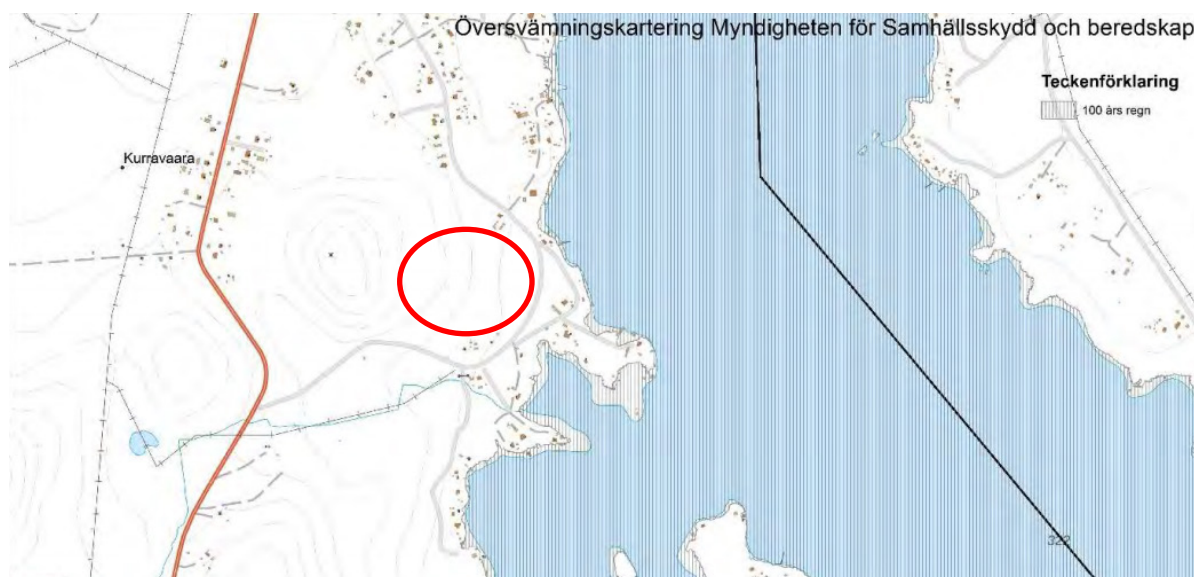 Översvämningskartering Myndigheten för Samhällsskydd och beredskap
Teckenförklaring
100 års regn
Kurravaara
322